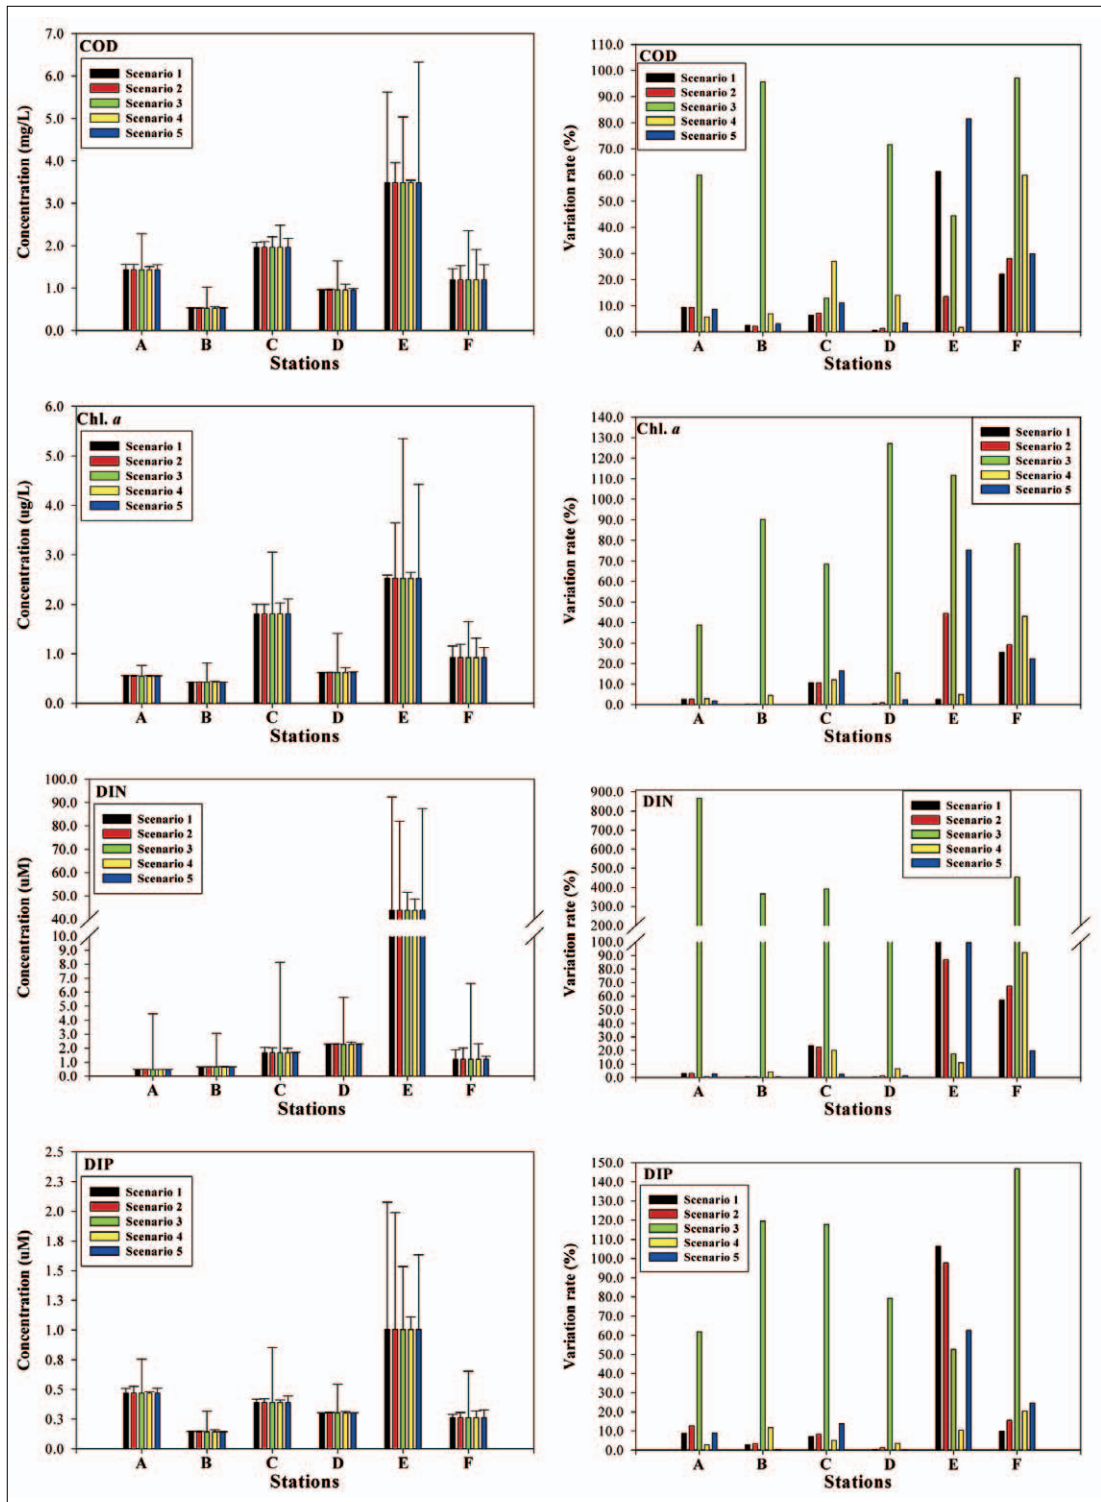 COD
Scenario 1
Scenario 2
Scenario 3
Scenario 4
Scenario 5
Concentration (mg/L)
7.0
6.0
5.0
4.0
3.0
2.0
1.0
0.0
A B C D E F
Stations
COD
Scenario 1
Scenario 2
Scenario 3
Scenario 4
Scenario 5
Variation rate (%)
110.0
100.0
90.0
80.0
70.0
60.0
50.0
40.0
30.0
20.0
10.0
0.0
A B C D E F
Stations
Chl. a
Scenario 1
Scenario 2
Scenario 3
Scenario 4
Scenario 5
Concentration (ug/L)
6.0
5.0
4.0
3.0
2.0
1.0
0.0
A B C D E F
Stations
Chl. a
Scenario 1
Scenario 2
Scenario 3
Scenario 4
Scenario 5
Variation rate (%)
140.0
130.0
120.0
110.0
100.0
90.0
80.0
70.0
60.0
50.0
40.0
30.0
20.0
10.0
0.0
A B C D E F
Stations
DIN
Scenario 1
Scenario 2
Scenario 3
Scenario 4
Scenario 5
Concentration (uM)
100.0
90.0
80.0
70.0
60.0
50.0
40.0
10.0
9.0
8.0
7.0
6.0
5.0
4.0
3.0
2.0
1.0
0.0
A B C D E F
Stations
DIN
Scenario 1
Scenario 2
Scenario 3
Scenario 4
Scenario 5
Variation rate (%)
900.0
800.0
700.0
600.0
500.0
400.0
300.0
200.0
100.0
90.0
80.0
70.0
60.0
50.0
40.0
30.0
20.0
10.0
0.0
A B C D E F
Stations
DIP
Scenario 1
Scenario 2
Scenario 3
Scenario 4
Scenario 5
Concentration (uM)
2.5
2.3
2.0
1.8
1.5
1.3
1.0
0.8
0.5
0.3
0.0
A B C D E F
Stations
DIP
Scenario 1
Scenario 2
Scenario 3
Scenario 4
Scenario 5
Variation rate (%)
150.0
140.0
130.0
120.0
110.0
100.0
90.0
80.0
70.0
60.0
50.0
40.0
30.0
20.0
10.0
0.0
A B C D E F
Stations